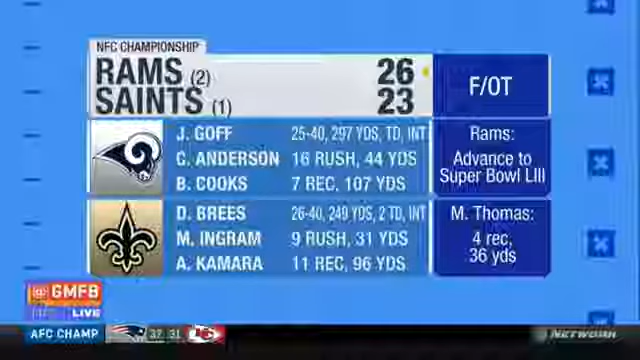 NFC CHAMPIONSHIP
RAMS (2) 26
SAINTS (1) 23
F/OT
J. GOFF 25-40, 297 YDS, TD, INT
C. ANDERSON 16 RUSH, 44 YDS
B. COOKS 7 REC, 107 YDS
Rams:
Advance to
Super Bowl LIII
D. BREES 26-40, 249 YDS, 2 TD, INT
M. INGRAM 9 RUSH, 31 YDS
A. KAMARA 11 REC, 96 YDS
M. Thomas:
4 rec,
36 yds
@GMFB
LIVE
AFC CHAMP 37 31 KC
NETWORK